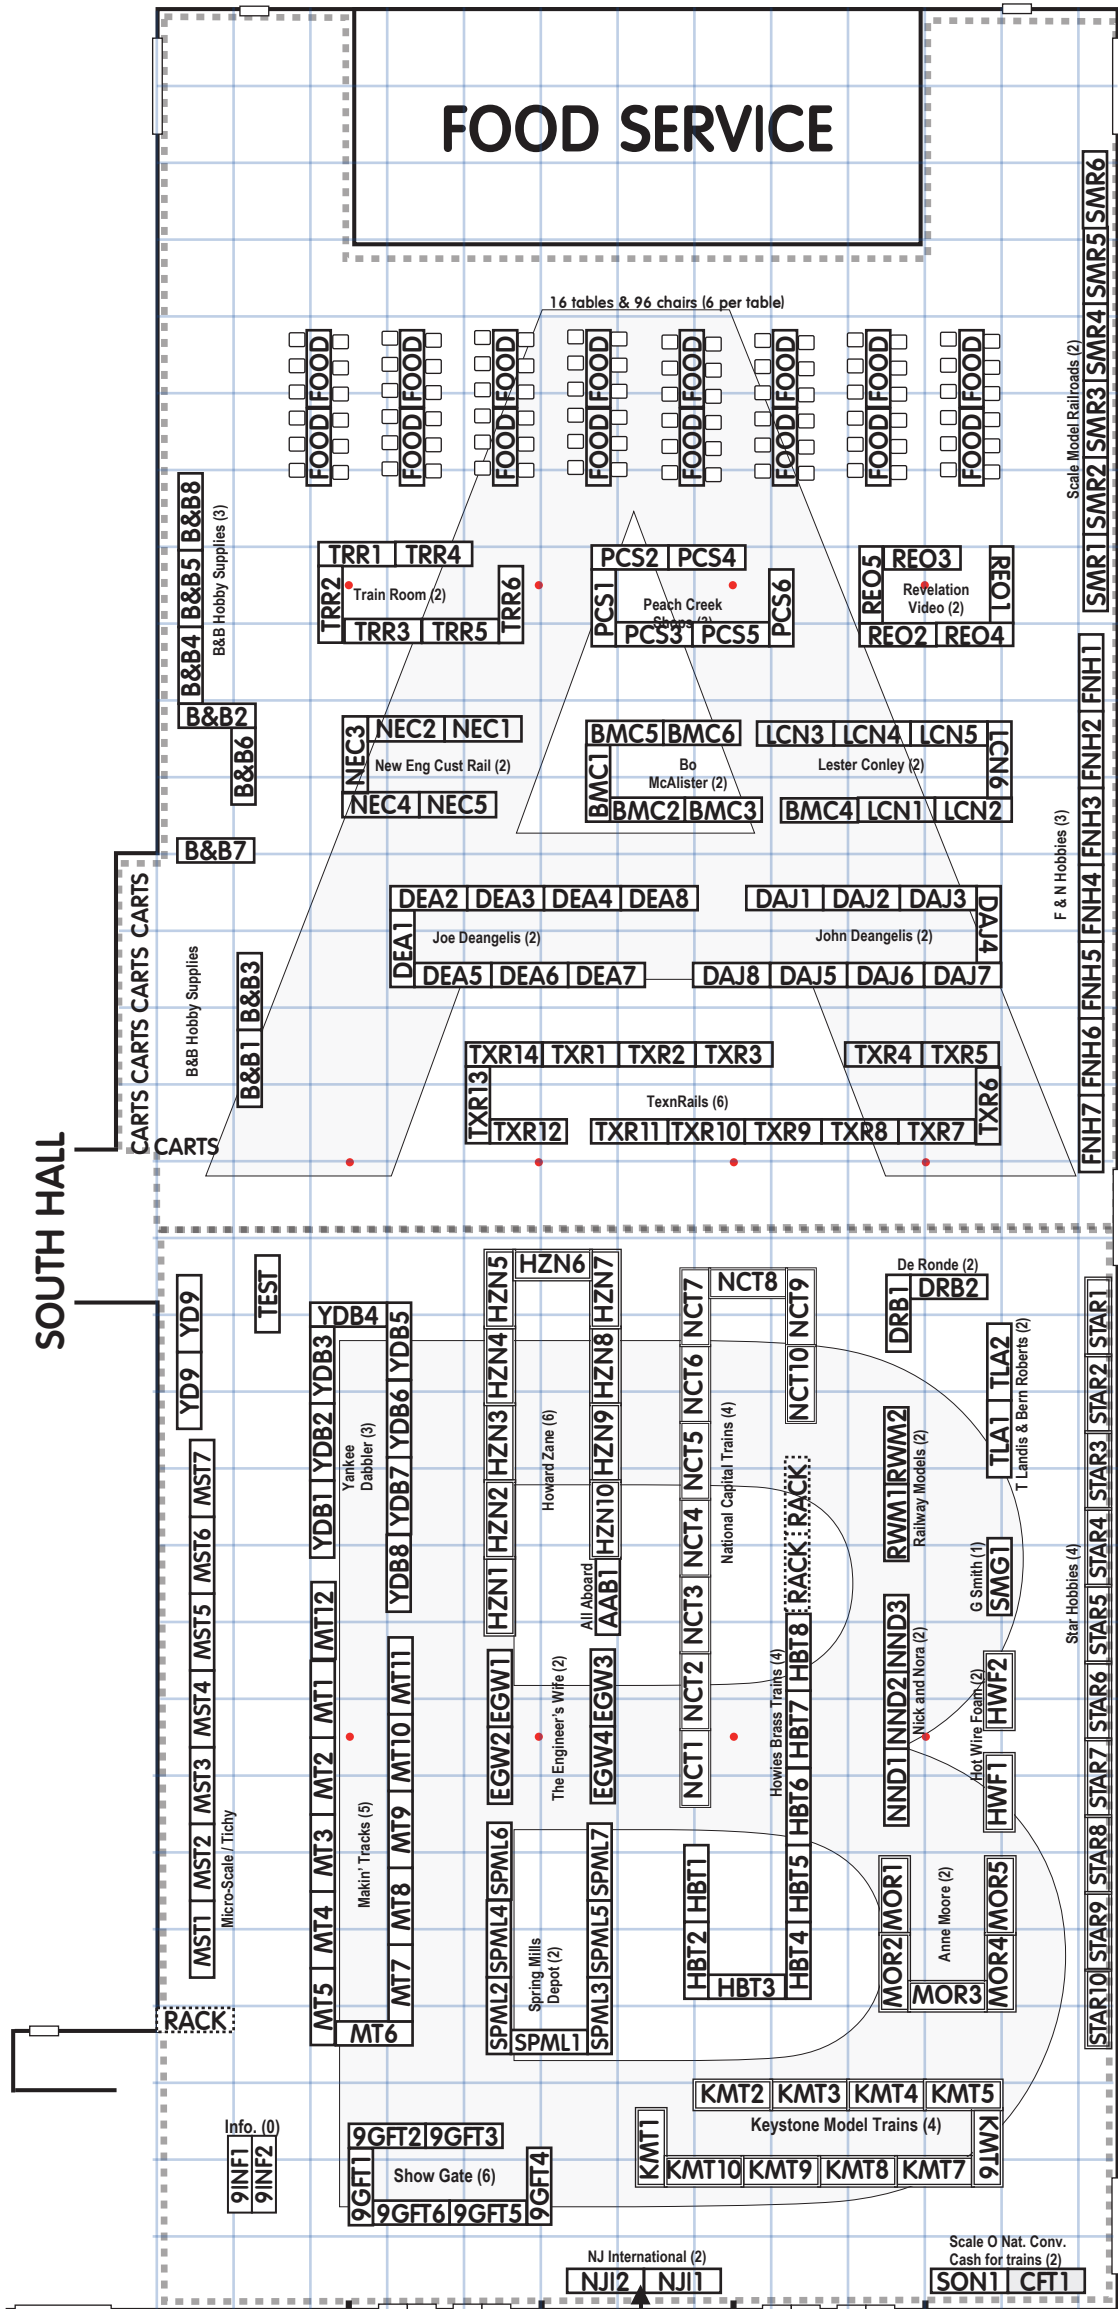 FOOD SERVICE
16 tables & 96 chairs (6 per table)
FOOD FOOD FOOD FOOD FOOD FOOD FOOD FOOD
FOOD FOOD FOOD FOOD FOOD FOOD FOOD FOOD
SMR6
SMR5
SMR4
SMR3
SMR2
SMR1
Scale Model Railroads (2)
B&B8
B&B5
B&B4
B&B Hobby Supplies (3)
B&B2
B&B6
B&B7
TRR1 TRR4
TRR2
Train Room (2)
TRR6
TRR3 TRR5
PCS2 PCS4
PCS1
Peach Creek
Shops (3)
PCS6
PCS3 PCS5
REO5
REO3
REO1
Revelation
Video (2)
REO2 REO4
NEC3
NEC2 NEC1
New Eng Cust Rail (2)
NEC4 NEC5
BMC5 BMC6
BMC1
Bo
McAlister (2)
BMC2 BMC3
LCN3 LCN4 LCN5
LCN6
Lester Conley (2)
BMC4 LCN1 LCN2
FNH1
FNH2
FNH3
FNH4
FNH5
FNH6
FNH7
F & N Hobbies (3)
CARTS CARTS CARTS CARTS
CARTS
B&B Hobby Supplies
B&B3
B&B1
DEA2 DEA3 DEA4 DEA8
DEA1
Joe Deangelis (2)
DEA5 DEA6 DEA7
DAJ1 DAJ2 DAJ3
DAJ4
John Deangelis (2)
DAJ8 DAJ5 DAJ6 DAJ7
TXR14 TXR1 TXR2 TXR3 TXR4 TXR5
TXR13
TexnRails (6)
TXR6
TXR12 TXR11 TXR10 TXR9 TXR8 TXR7
SOUTH HALL
YD9
YD9
TEST
YDB4
YDB3
YDB2
YDB1
YDB5
YDB6
YDB7
YDB8
Yankee
Dabbler (3)
HZN5
HZN6
HZN7
HZN4
HZN8
HZN3
HZN9
HZN2
HZN10
HZN1
Howard Zane (6)
All Aboard
AAB1
NCT7
NCT8
NCT9
NCT6
NCT10
NCT5
NCT4
NCT3
NCT2
NCT1
National Capital Trains (4)
RACK
RACK
De Ronde (2)
DRB1
DRB2
TLA2
TLA1
T Landis & Bern Roberts (2)
RWM2
RWM1
Railway Models (2)
G Smith (1)
SMG1
STAR1
STAR2
STAR3
STAR4
STAR5
STAR6
STAR7
STAR8
STAR9
STAR10
Star Hobbies (4)
MST7
MST6
MST5
MST4
MST3
MST2
MST1
Micro-Scale / Tichy
MT12
MT1
MT2
MT3
MT4
MT5
MT6
MT11
MT10
MT9
MT8
MT7
Makin' Tracks (5)
EGW1
EGW2
EGW3
EGW4
The Engineer's Wife (2)
SPML6
SPML4
SPML2
SPML7
SPML5
SPML3
SPML1
Spring Mills
Depot (2)
HBT8
HBT7
HBT6
HBT5
HBT4
HBT1
HBT2
HBT3
Howies Brass Trains (4)
NND3
NND2
NND1
Nick and Nora (2)
HWF2
HWF1
Hot Wire Foam (2)
MOR1
MOR2
MOR5
MOR4
MOR3
Anne Moore (2)
RACK
KMT2 KMT3 KMT4 KMT5
KMT1
Keystone Model Trains (4)
KMT6
KMT10 KMT9 KMT8 KMT7
Info. (0)
9INF1
9INF2
9GFT2 9GFT3
9GFT1
Show Gate (6)
9GFT4
9GFT6 9GFT5
NJ International (2)
NJI2 NJI1
Scale O Nat. Conv.
Cash for trains (2)
SON1 CFT1